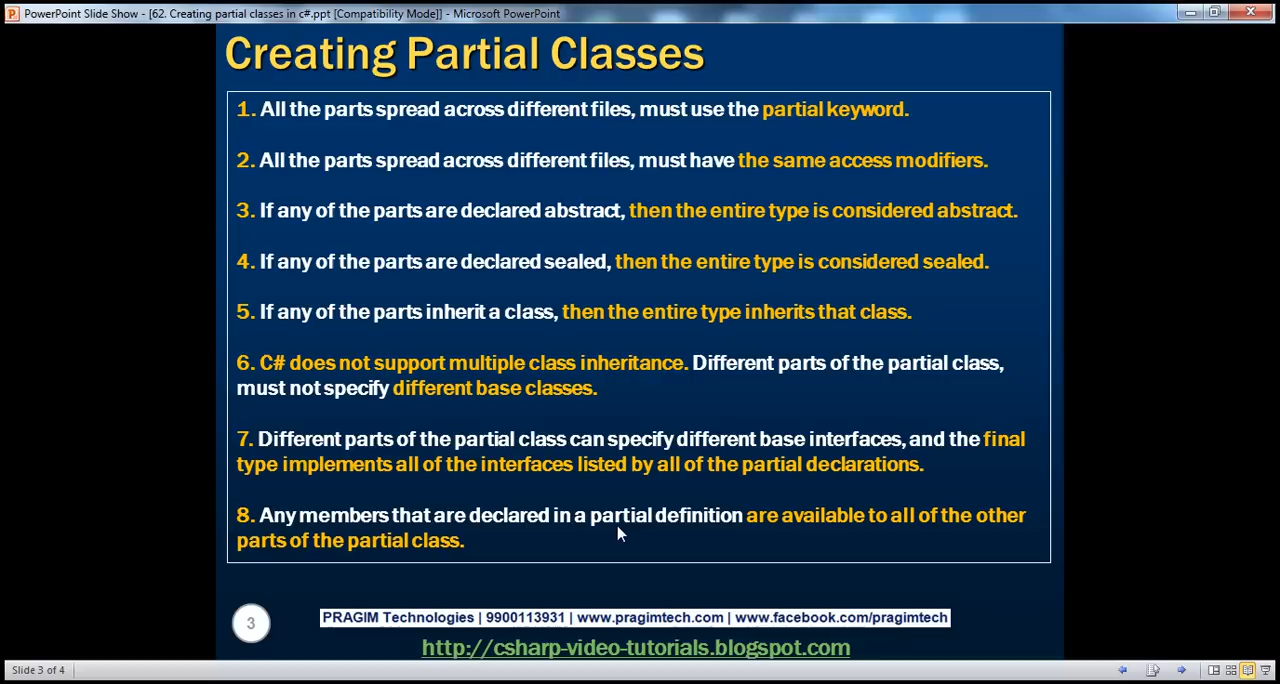 PowerPoint Slide Show - [62. Creating partial classes in c#.ppt [Compatibility Mode]] - Microsoft PowerPoint
Creating Partial Classes
1. All the parts spread across different files, must use the partial keyword.
2. All the parts spread across different files, must have the same access modifiers.
3. If any of the parts are declared abstract, then the entire type is considered abstract.
4. If any of the parts are declared sealed, then the entire type is considered sealed.
5. If any of the parts inherit a class, then the entire type inherits that class.
6. C# does not support multiple class inheritance. Different parts of the partial class,
must not specify different base classes.
7. Different parts of the partial class can specify different base interfaces, and the final
type implements all of the interfaces listed by all of the partial declarations.
8. Any members that are declared in a partial definition are available to all of the other
parts of the partial class.
3
PRAGIM Technologies | 9900113931 | www.pragimtech.com | www.facebook.com/pragimtech
http://csharp-video-tutorials.blogspot.com
Slide 3 of 4